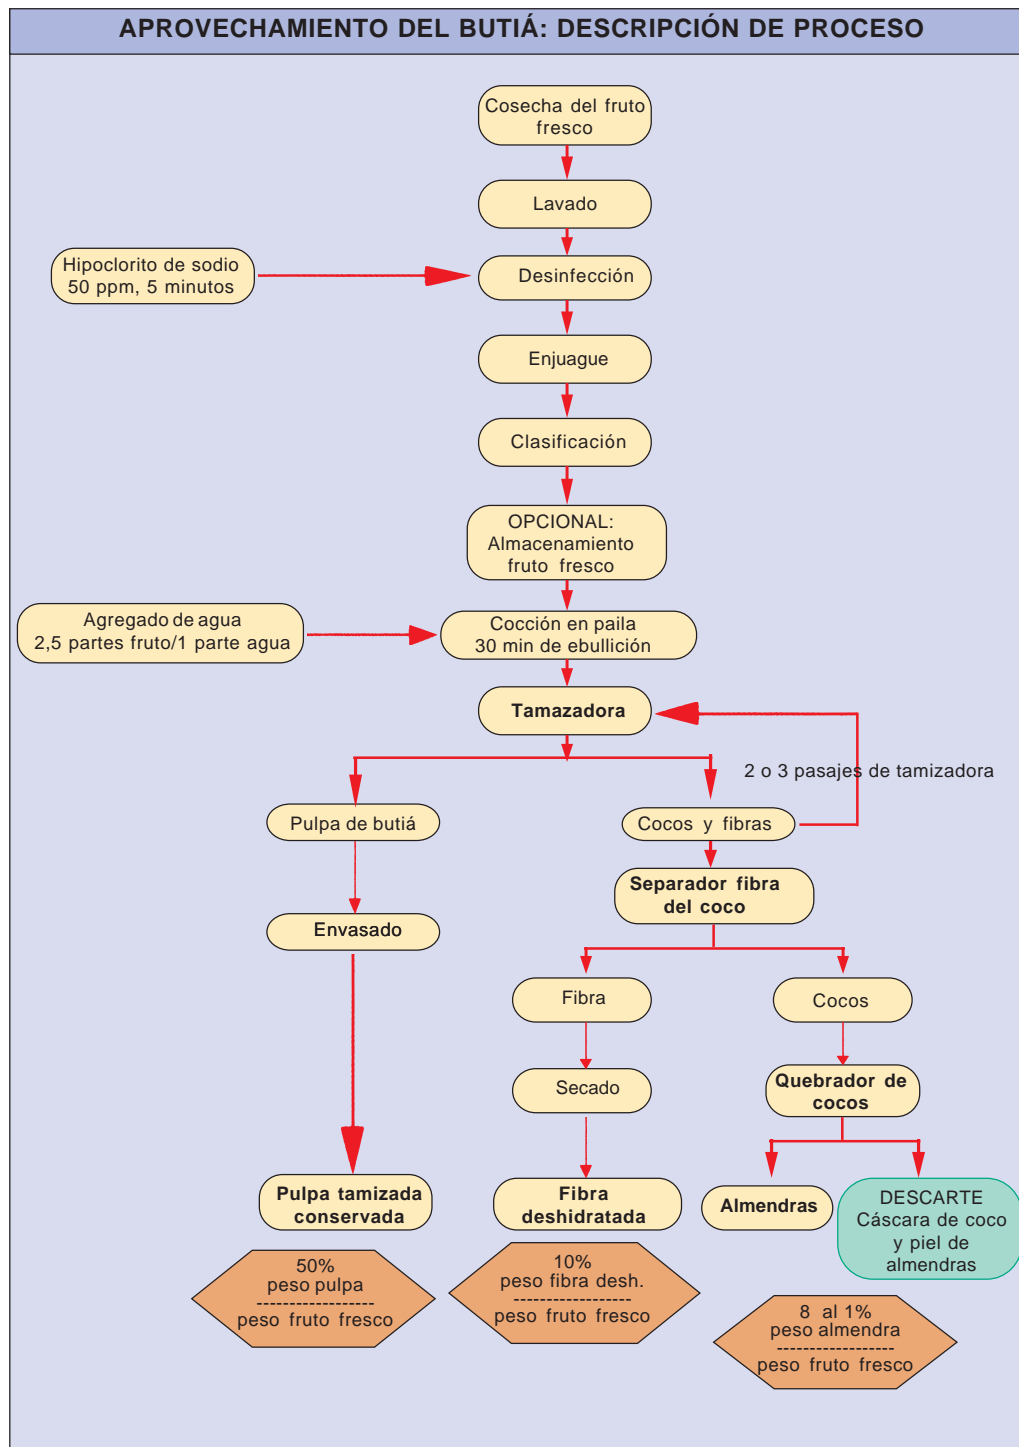 APROVECHAMIENTO DEL BUTIÁ: DESCRIPCIÓN DE PROCESO
Cosecha del fruto
fresco
Lavado
Hipoclorito de sodio
50 ppm, 5 minutos
Desinfección
Enjuague
Clasificación
OPCIONAL:
Almacenamiento
fruto fresco
Agregado de agua
2,5 partes fruto/1 parte agua
Cocción en paila
30 min de ebullición
Tamazadora
2 o 3 pasajes de tamizadora
Pulpa de butiá
Cocos y fibras
Separador fibra
del coco
Envasado
Fibra
Cocos
Secado
Quebrador de
cocos
Pulpa tamizada
conservada
Fibra
deshidratada
Almendras
DESCARTE
Cáscara de coco
y piel de
almendras
50%
peso pulpa
------------------
peso fruto fresco
10%
peso fibra desh.
------------------
peso fruto fresco
8 al 1%
peso almendra
------------------
peso fruto fresco